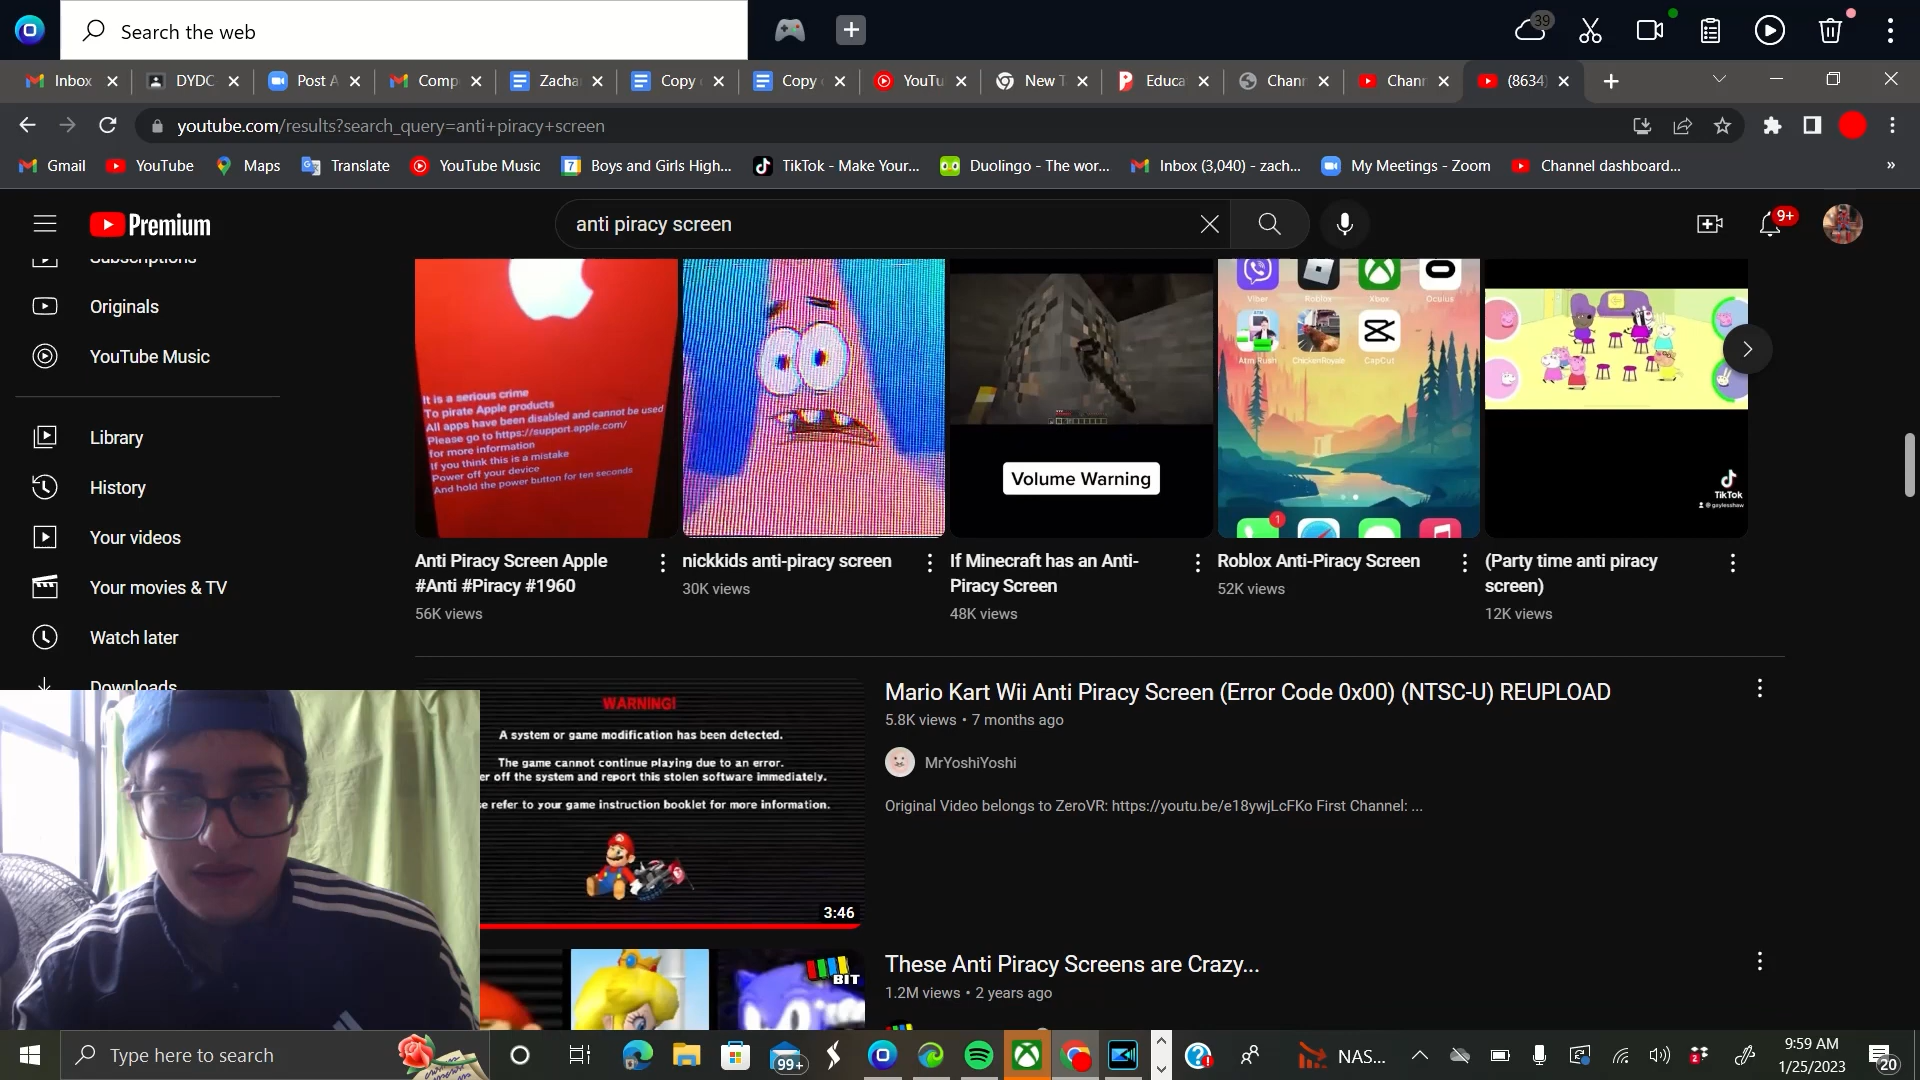 Search the web
39
Inbox
DYDC
Post A
Comp
Zacha
Copy
Copy
YouTu
New T
Educa
Chann
Chann
(8634)
youtube.com/results?search_query=anti+piracy+screen
Gmail
YouTube
Maps
Translate
YouTube Music
7
Boys and Girls High...
TikTok - Make Your...
Duolingo - The wor...
Inbox (3,040) - zach...
My Meetings - Zoom
Channel dashboard...
»
Premium
anti piracy screen
9+
Subscriptions
Originals
YouTube Music
Library
History
Your videos
Your movies & TV
Watch later
Downloads
It is a serious crime
To pirate Apple products
All apps have been disabled and cannot be used
Please go to https://support.apple.com/
for more information
If you think this is a mistake
Power off your device
And hold the power button for ten seconds
Volume Warning
Viber
Roblox
Xbox
Oculus
Atm Rush
ChickenRoyale
CapCut
1
TikTok
@gaylesshaw
Anti Piracy Screen Apple
#Anti #Piracy #1960
56K views
nickkids anti-piracy screen
30K views
If Minecraft has an Anti-
Piracy Screen
48K views
Roblox Anti-Piracy Screen
52K views
(Party time anti piracy
screen)
12K views
WARNING!
A system or game modification has been detected.
The game cannot continue playing due to an error.
er off the system and report this stolen software immediately.
se refer to your game instruction booklet for more information.
3:46
Mario Kart Wii Anti Piracy Screen (Error Code 0x00) (NTSC-U) REUPLOAD
5.8K views • 7 months ago
MrYoshiYoshi
Original Video belongs to ZeroVR: https://youtu.be/e18ywjLcFKo First Channel: ...
BIT
These Anti Piracy Screens are Crazy...
1.2M views • 2 years ago
Type here to search
99+
NAS...
9:59 AM
1/25/2023
20